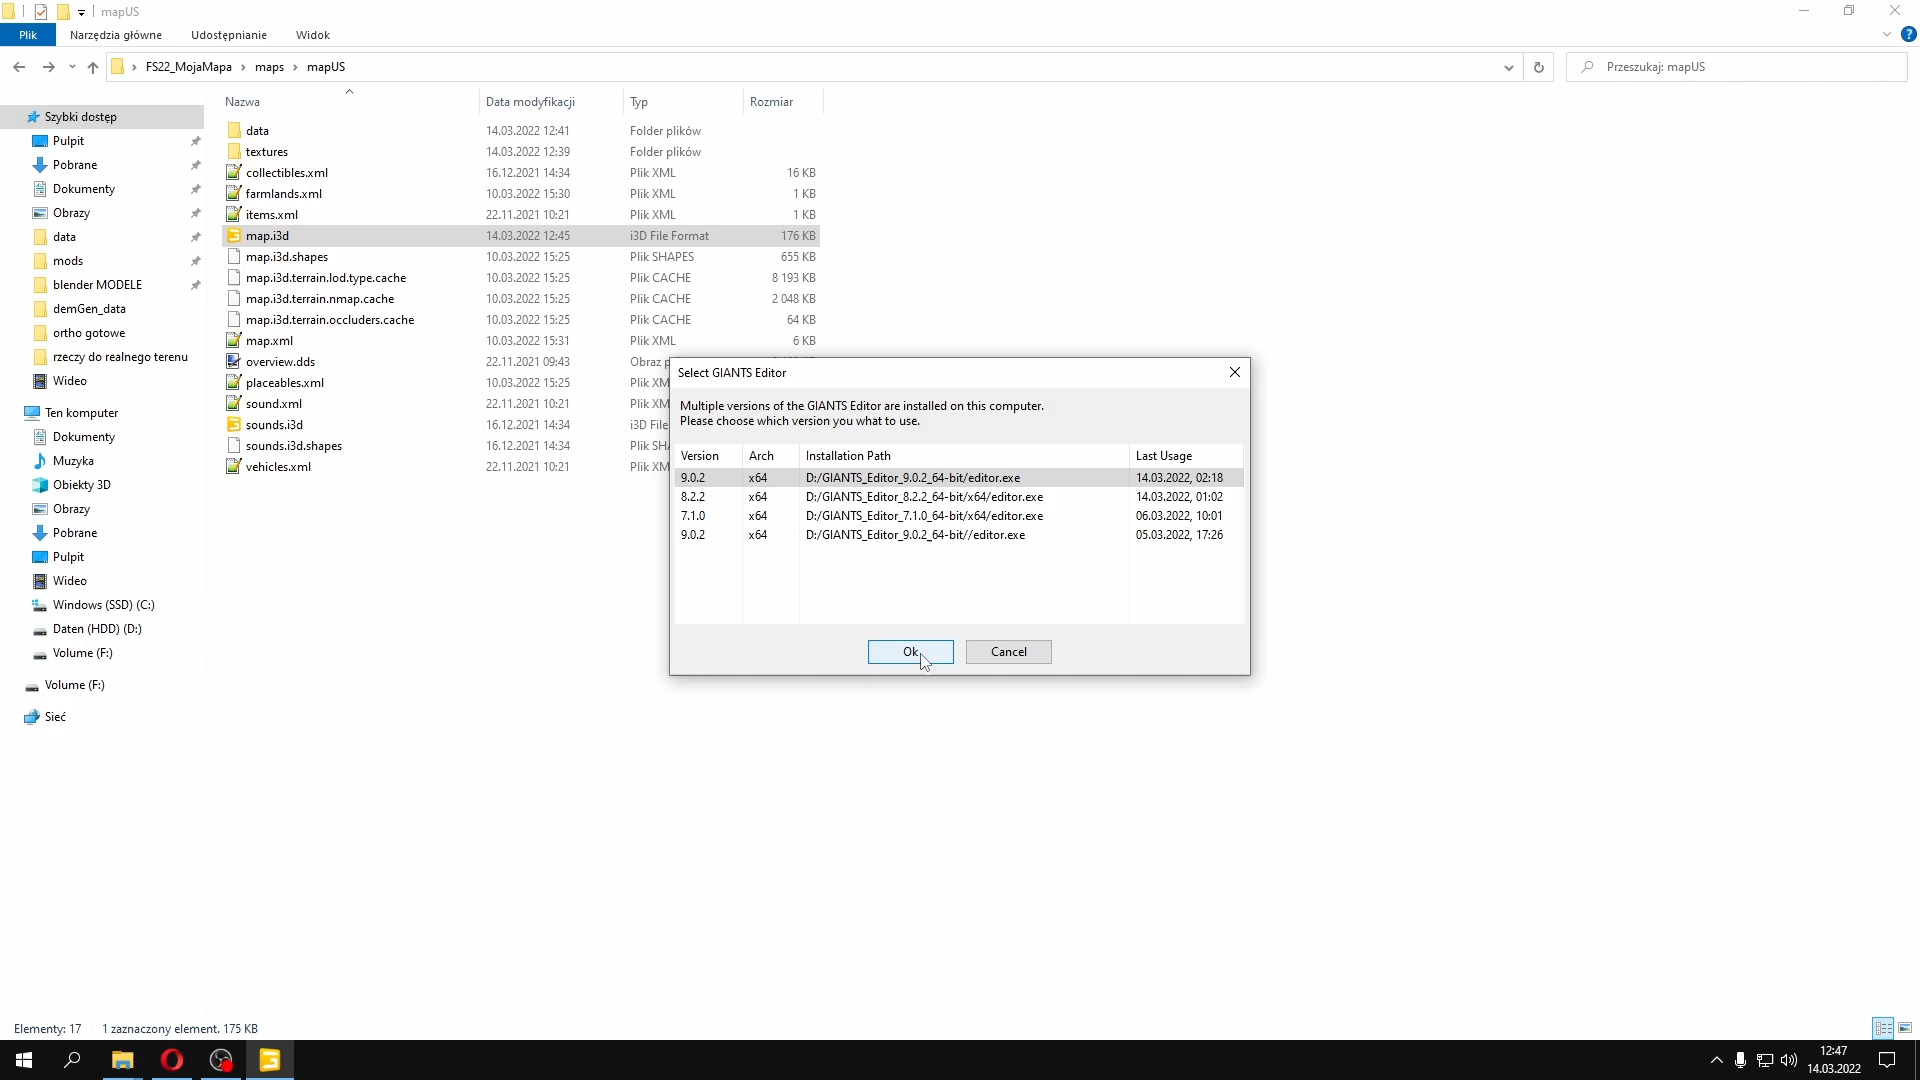 mapUS
Plik Narzędzia główne Udostępnianie Widok
FS22_MojaMapa maps mapUS
Przeszukaj: mapUS
Nazwa Data modyfikacji Typ Rozmiar
data 14.03.2022 12:41 Folder plików
textures 14.03.2022 12:39 Folder plików
collectibles.xml 16.12.2021 14:34 Plik XML 16 KB
farmlands.xml 10.03.2022 15:30 Plik XML 1 KB
items.xml 22.11.2021 10:21 Plik XML 1 KB
map.i3d 14.03.2022 12:45 i3D File Format 176 KB
map.i3d.shapes 10.03.2022 15:25 Plik SHAPES 655 KB
map.i3d.terrain.lod.type.cache 10.03.2022 15:25 Plik CACHE 8 193 KB
map.i3d.terrain.nmap.cache 10.03.2022 15:25 Plik CACHE 2 048 KB
map.i3d.terrain.occluders.cache 10.03.2022 15:25 Plik CACHE 64 KB
map.xml 10.03.2022 15:31 Plik XML 6 KB
overview.dds 22.11.2021 09:43 Obraz p
placeables.xml 10.03.2022 15:25 Plik XM
sound.xml 22.11.2021 10:21 Plik XM
sounds.i3d 16.12.2021 14:34 i3D File
sounds.i3d.shapes 16.12.2021 14:34 Plik SHA
vehicles.xml 22.11.2021 10:21 Plik XM
Szybki dostęp
Pulpit
Pobrane
Dokumenty
Obrazy
data
mods
blender MODELE
demGen_data
ortho gotowe
rzeczy do realnego terenu
Wideo
Ten komputer
Dokumenty
Muzyka
Obiekty 3D
Obrazy
Pobrane
Pulpit
Wideo
Windows (SSD) (C:)
Daten (HDD) (D:)
Volume (F:)
Volume (F:)
Sieć
Select GIANTS Editor
Multiple versions of the GIANTS Editor are installed on this computer.
Please choose which version you what to use.
Version Arch Installation Path Last Usage
9.0.2 x64 D:/GIANTS_Editor_9.0.2_64-bit/editor.exe 14.03.2022, 02:18
8.2.2 x64 D:/GIANTS_Editor_8.2.2_64-bit/x64/editor.exe 14.03.2022, 01:02
7.1.0 x64 D:/GIANTS_Editor_7.1.0_64-bit/x64/editor.exe 06.03.2022, 10:01
9.0.2 x64 D:/GIANTS_Editor_9.0.2_64-bit//editor.exe 05.03.2022, 17:26
Ok Cancel
Elementy: 17 1 zaznaczony element. 175 KB
12:47
14.03.2022